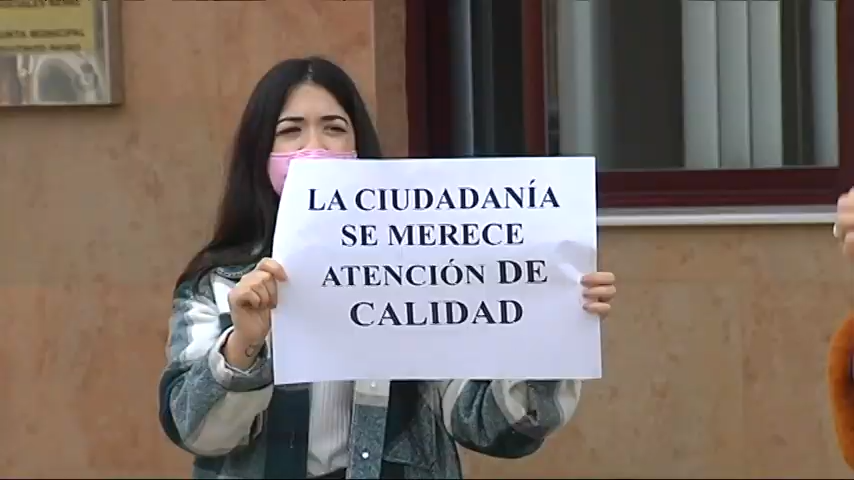 LA CIUDADANÍA
SE MERECE
ATENCIÓN DE
CALIDAD